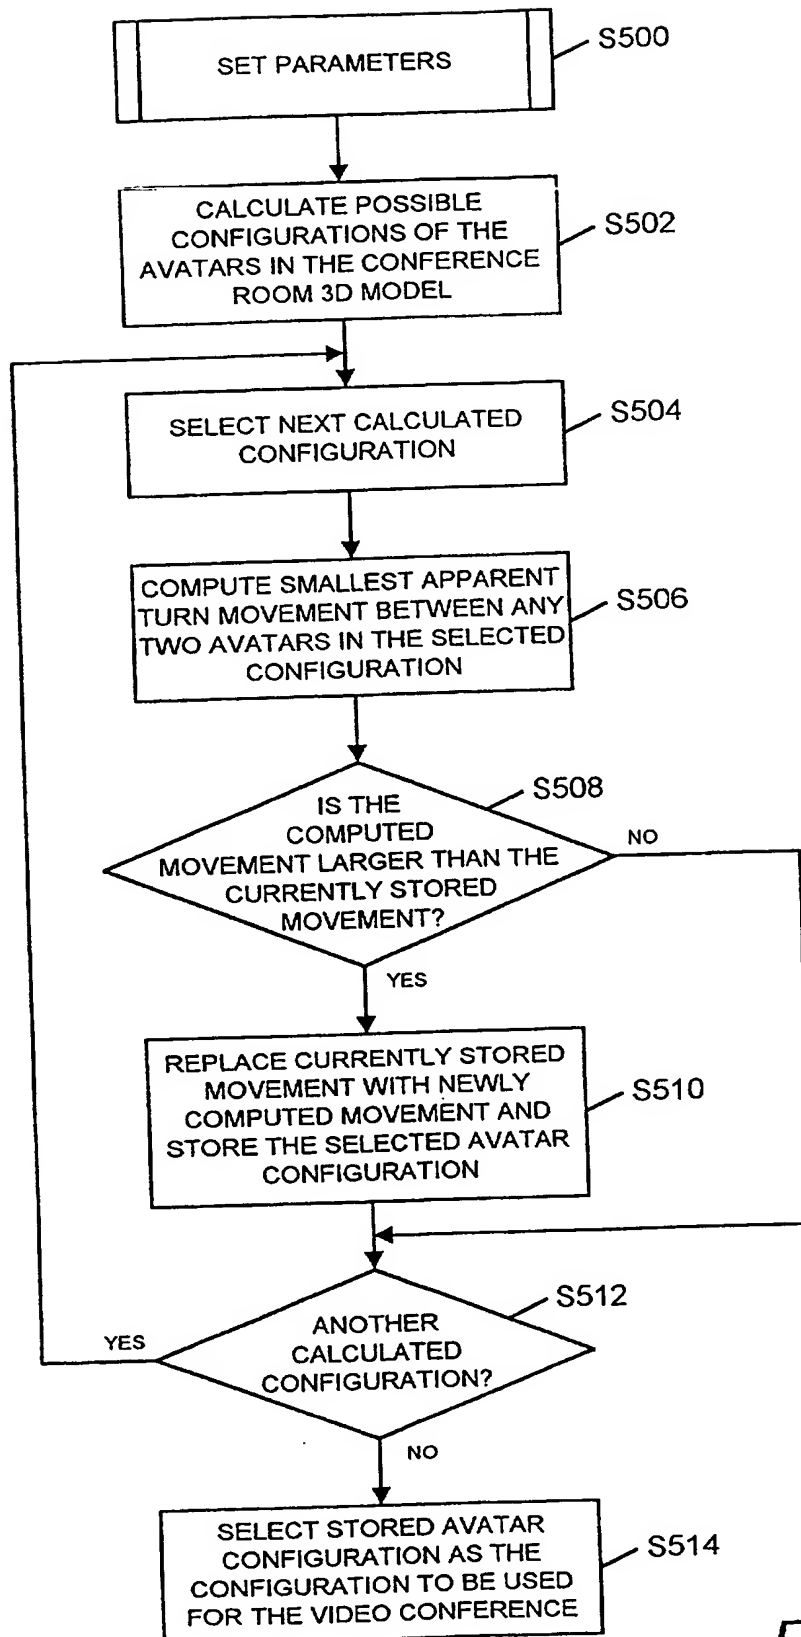 SET PARAMETERS
S500
CALCULATE POSSIBLE
CONFIGURATIONS OF THE
AVATARS IN THE CONFERENCE
ROOM 3D MODEL
S502
SELECT NEXT CALCULATED
CONFIGURATION
S504
COMPUTE SMALLEST APPARENT
TURN MOVEMENT BETWEEN ANY
TWO AVATARS IN THE SELECTED
CONFIGURATION
S506
IS THE
COMPUTED
MOVEMENT LARGER THAN THE
CURRENTLY STORED
MOVEMENT?
S508
NO
YES
REPLACE CURRENTLY STORED
MOVEMENT WITH NEWLY
COMPUTED MOVEMENT AND
STORE THE SELECTED AVATAR
CONFIGURATION
S510
ANOTHER
CALCULATED
CONFIGURATION?
S512
YES
NO
SELECT STORED AVATAR
CONFIGURATION AS THE
CONFIGURATION TO BE USED
FOR THE VIDEO CONFERENCE
S514